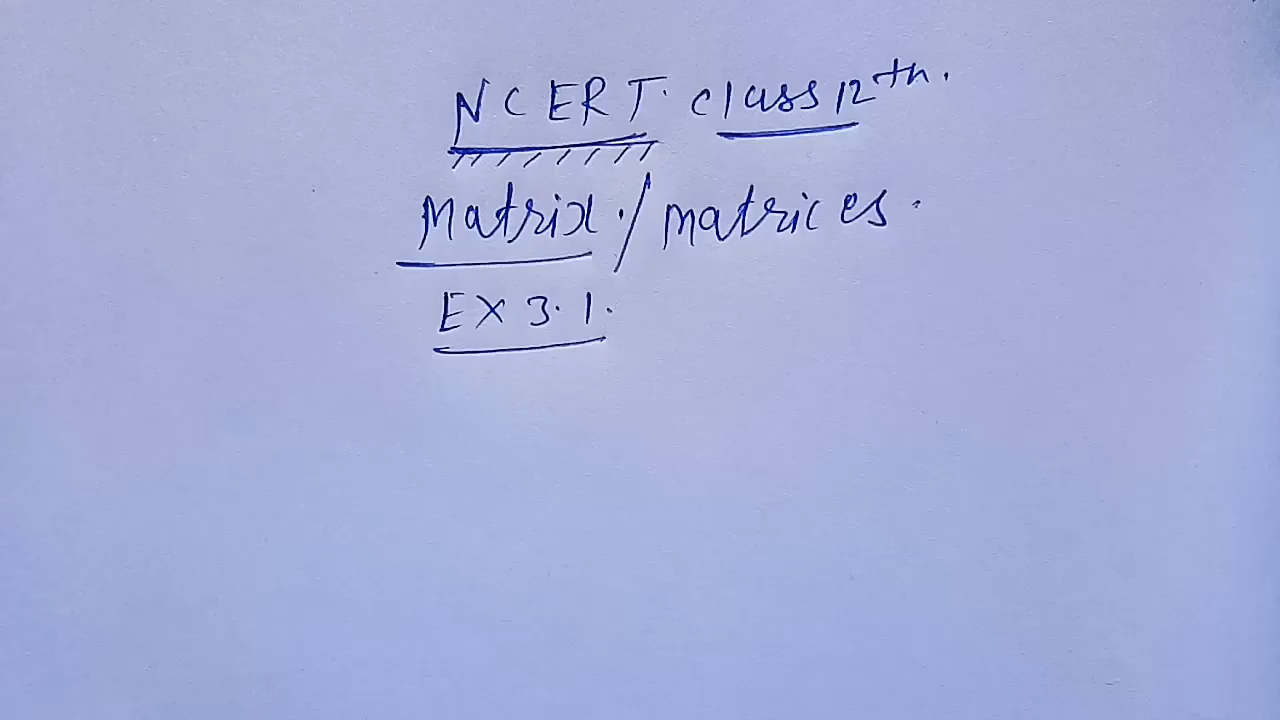 NCERT. class 12th.
Matrix./matrices.
EX 3.1.